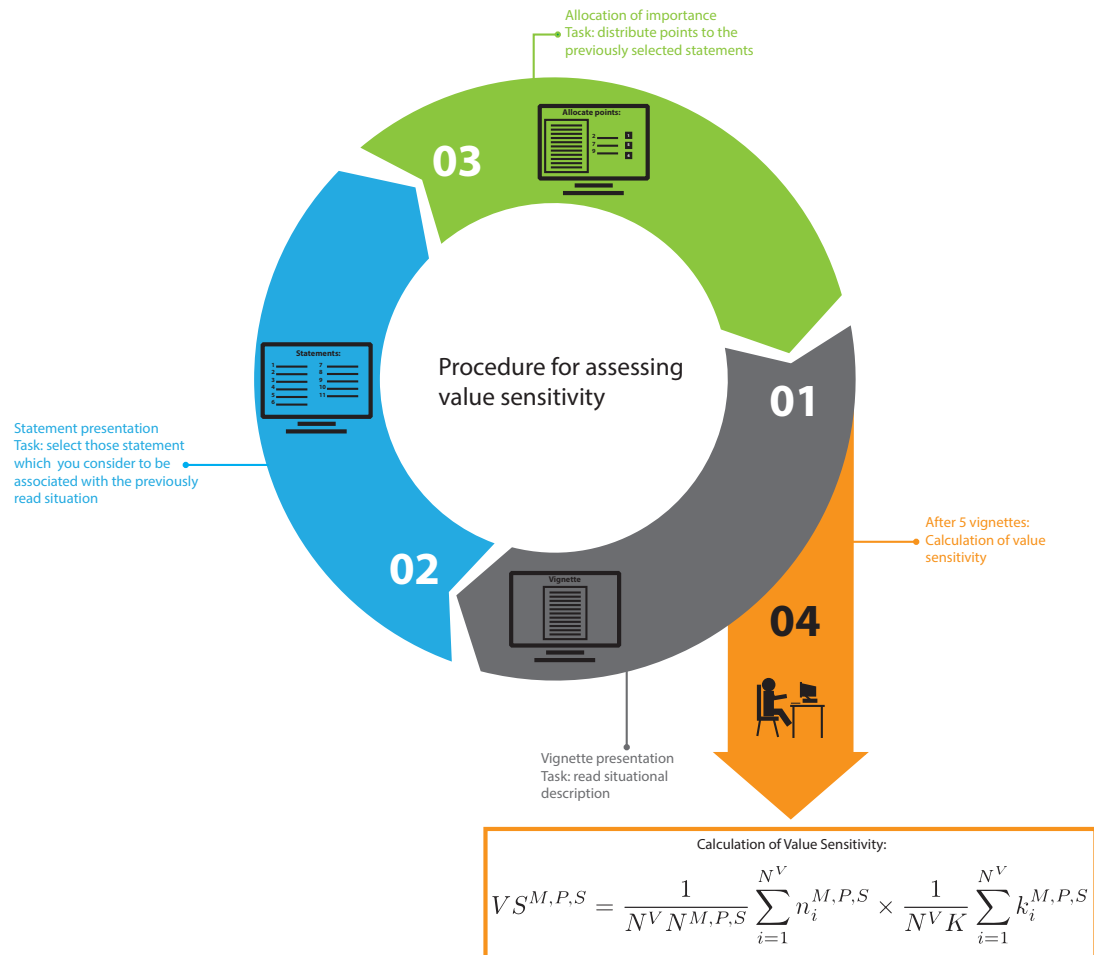 Allocation of importance
Task: distribute points to the
previously selected statements
Allocate points:
2
7
9
03
Procedure for assessing
value sensitivity
01
Statements:
1
2
3
4
5
6
7
8
9
10
11
Statement presentation
Task: select those statement
which you consider to be
associated with the previously
read situation
02
Vignette
After 5 vignettes:
Calculation of value
sensitivity
04
Vignette presentation
Task: read situational
description
Calculation of Value Sensitivity:
$VS^{M,P,S} = \frac{1}{N^V N^{M,P,S}} \sum_{i=1}^{N^V} n_i^{M,P,S} \times \frac{1}{N^V K} \sum_{i=1}^{N^V} k_i^{M,P,S}$